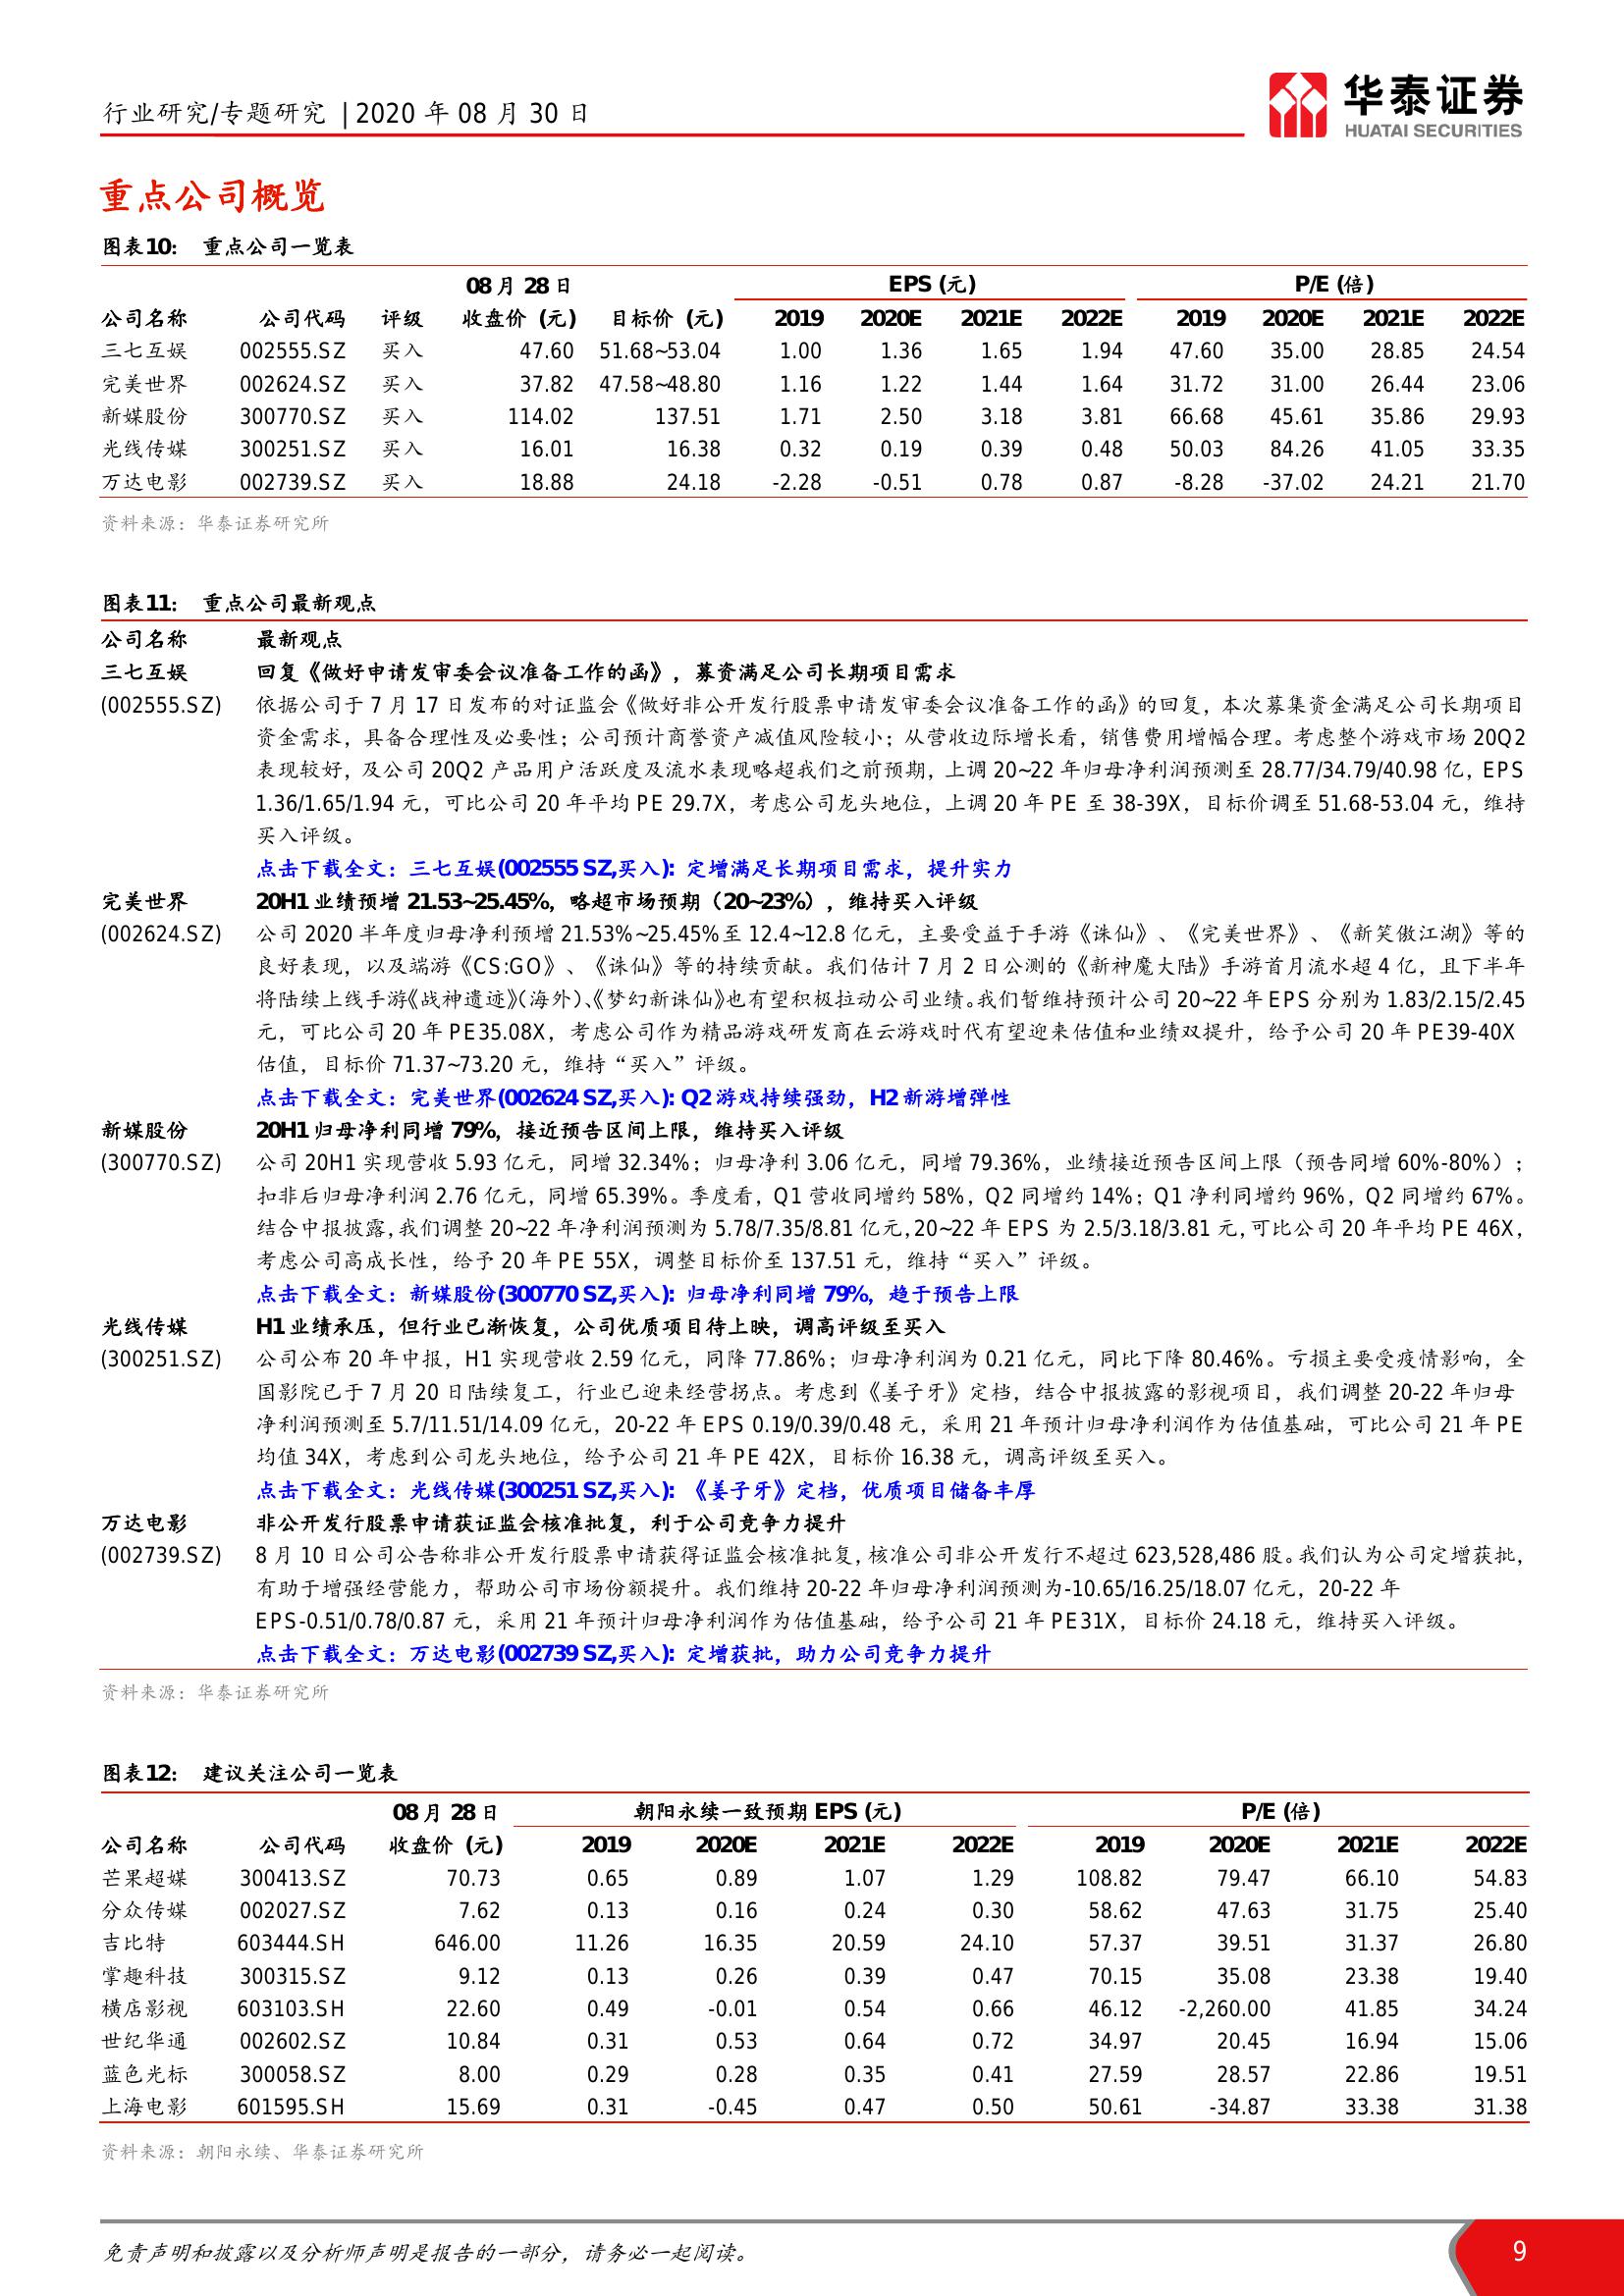 行业研究/专题研究 | 2020 年 08 月 30 日
华泰证券
HUATAI SECURITIES
重点公司概览
图表10： 重点公司一览表
08 月 28 日 EPS (元) P/E (倍)
公司名称 公司代码 评级 收盘价 (元) 目标价 (元) 2019 2020E 2021E 2022E 2019 2020E 2021E 2022E
三七互娱 002555.SZ 买入 47.60 51.68~53.04 1.00 1.36 1.65 1.94 47.60 35.00 28.85 24.54
完美世界 002624.SZ 买入 37.82 47.58~48.80 1.16 1.22 1.44 1.64 31.72 31.00 26.44 23.06
新媒股份 300770.SZ 买入 114.02 137.51 1.71 2.50 3.18 3.81 66.68 45.61 35.86 29.93
光线传媒 300251.SZ 买入 16.01 16.38 0.32 0.19 0.39 0.48 50.03 84.26 41.05 33.35
万达电影 002739.SZ 买入 18.88 24.18 -2.28 -0.51 0.78 0.87 -8.28 -37.02 24.21 21.70
资料来源：华泰证券研究所
图表11： 重点公司最新观点
公司名称 最新观点
三七互娱 回复《做好申请发审委会议准备工作的函》，募资满足公司长期项目需求
(002555.SZ) 依据公司于 7 月 17 日发布的对证监会《做好非公开发行股票申请发审委会议准备工作的函》的回复，本次募集资金满足公司长期项目
资金需求，具备合理性及必要性；公司预计商誉资产减值风险较小；从营收边际增长看，销售费用增幅合理。考虑整个游戏市场 20Q2
表现较好，及公司 20Q2 产品用户活跃度及流水表现略超我们之前预期，上调 20~22 年归母净利润预测至 28.77/34.79/40.98 亿，EPS
1.36/1.65/1.94 元，可比公司 20 年平均 PE 29.7X，考虑公司龙头地位，上调 20 年 PE 至 38-39X，目标价调至 51.68-53.04 元，维持
买入评级。
点击下载全文：三七互娱(002555 SZ,买入): 定增满足长期项目需求，提升实力
完美世界 20H1 业绩预增 21.53~25.45%，略超市场预期（20~23%），维持买入评级
(002624.SZ) 公司 2020 半年度归母净利预增 21.53%~25.45%至 12.4~12.8 亿元，主要受益于手游《诛仙》、《完美世界》、《新笑傲江湖》等的
良好表现，以及端游《CS:GO》、《诛仙》等的持续贡献。我们估计 7 月 2 日公测的《新神魔大陆》手游首月流水超 4 亿，且下半年
将陆续上线手游《战神遗迹》（海外）、《梦幻新诛仙》也有望积极拉动公司业绩。我们暂维持预计公司 20~22 年 EPS 分别为 1.83/2.15/2.45
元，可比公司 20 年 PE35.08X，考虑公司作为精品游戏研发商在云游戏时代有望迎来估值和业绩双提升，给予公司 20 年 PE39-40X
估值，目标价 71.37~73.20 元，维持“买入”评级。
点击下载全文：完美世界(002624 SZ,买入): Q2 游戏持续强劲，H2 新游增弹性
新媒股份 20H1 归母净利同增 79%，接近预告区间上限，维持买入评级
(300770.SZ) 公司 20H1 实现营收 5.93 亿元，同增 32.34%；归母净利 3.06 亿元，同增 79.36%，业绩接近预告区间上限（预告同增 60%-80%）；
扣非后归母净利润 2.76 亿元，同增 65.39%。季度看，Q1 营收同增约 58%，Q2 同增约 14%；Q1 净利同增约 96%，Q2 同增约 67%。
结合中报披露，我们调整 20~22 年净利润预测为 5.78/7.35/8.81 亿元，20~22 年 EPS 为 2.5/3.18/3.81 元，可比公司 20 年平均 PE 46X，
考虑公司高成长性，给予 20 年 PE 55X，调整目标价至 137.51 元，维持“买入”评级。
点击下载全文：新媒股份(300770 SZ,买入): 归母净利同增 79%，趋于预告上限
光线传媒 H1 业绩承压，但行业已渐恢复，公司优质项目待上映，调高评级至买入
(300251.SZ) 公司公布 20 年中报，H1 实现营收 2.59 亿元，同降 77.86%；归母净利润为 0.21 亿元，同比下降 80.46%。亏损主要受疫情影响，全
国影院已于 7 月 20 日陆续复工，行业已迎来经营拐点。考虑到《姜子牙》定档，结合中报披露的影视项目，我们调整 20-22 年归母
净利润预测至 5.7/11.51/14.09 亿元，20-22 年 EPS 0.19/0.39/0.48 元，采用 21 年预计归母净利润作为估值基础，可比公司 21 年 PE
均值 34X，考虑到公司龙头地位，给予公司 21 年 PE 42X，目标价 16.38 元，调高评级至买入。
点击下载全文：光线传媒(300251 SZ,买入): 《姜子牙》定档，优质项目储备丰厚
万达电影 非公开发行股票申请获证监会核准批复，利于公司竞争力提升
(002739.SZ) 8 月 10 日公司公告称非公开发行股票申请获得证监会核准批复，核准公司非公开发行不超过 623,528,486 股。我们认为公司定增获批，
有助于增强经营能力，帮助公司市场份额提升。我们维持 20-22 年归母净利润预测为-10.65/16.25/18.07 亿元，20-22 年
EPS-0.51/0.78/0.87 元，采用 21 年预计归母净利润作为估值基础，给予公司 21 年 PE31X，目标价 24.18 元，维持买入评级。
点击下载全文：万达电影(002739 SZ,买入): 定增获批，助力公司竞争力提升
资料来源：华泰证券研究所
图表12： 建议关注公司一览表
08 月 28 日 朝阳永续一致预期 EPS (元) P/E (倍)
公司名称 公司代码 收盘价 (元) 2019 2020E 2021E 2022E 2019 2020E 2021E 2022E
芒果超媒 300413.SZ 70.73 0.65 0.89 1.07 1.29 108.82 79.47 66.10 54.83
分众传媒 002027.SZ 7.62 0.13 0.16 0.24 0.30 58.62 47.63 31.75 25.40
吉比特 603444.SH 646.00 11.26 16.35 20.59 24.10 57.37 39.51 31.37 26.80
掌趣科技 300315.SZ 9.12 0.13 0.26 0.39 0.47 70.15 35.08 23.38 19.40
横店影视 603103.SH 22.60 0.49 -0.01 0.54 0.66 46.12 -2,260.00 41.85 34.24
世纪华通 002602.SZ 10.84 0.31 0.53 0.64 0.72 34.97 20.45 16.94 15.06
蓝色光标 300058.SZ 8.00 0.29 0.28 0.35 0.41 27.59 28.57 22.86 19.51
上海电影 601595.SH 15.69 0.31 -0.45 0.47 0.50 50.61 -34.87 33.38 31.38
资料来源：朝阳永续、华泰证券研究所
免责声明和披露以及分析师声明是报告的一部分，请务必一起阅读。
9